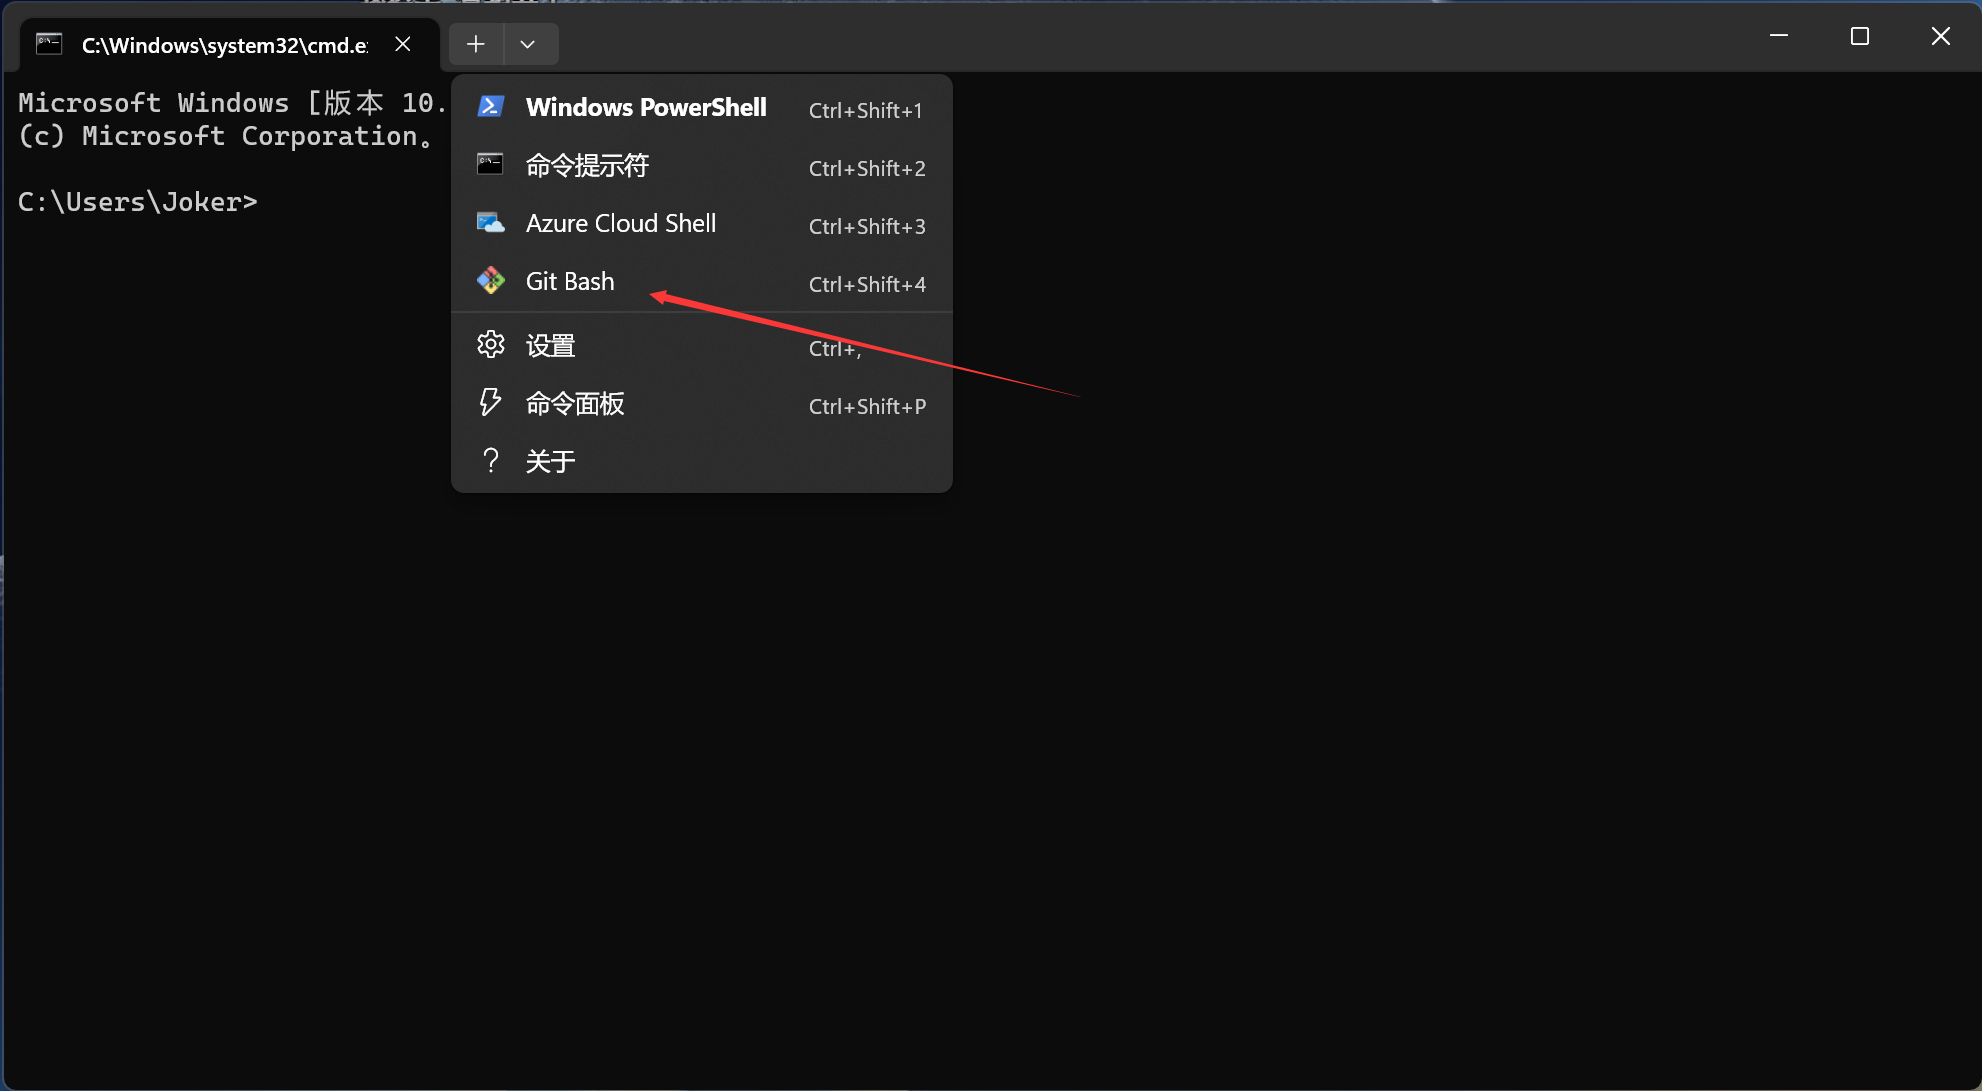 C:\Windows\system32\cmd.e
Microsoft Windows [版本 10.
(c) Microsoft Corporation。
C:\Users\Joker>
Windows PowerShell Ctrl+Shift+1
命令提示符 Ctrl+Shift+2
Azure Cloud Shell Ctrl+Shift+3
Git Bash Ctrl+Shift+4
设置 Ctrl+,
命令面板 Ctrl+Shift+P
关于